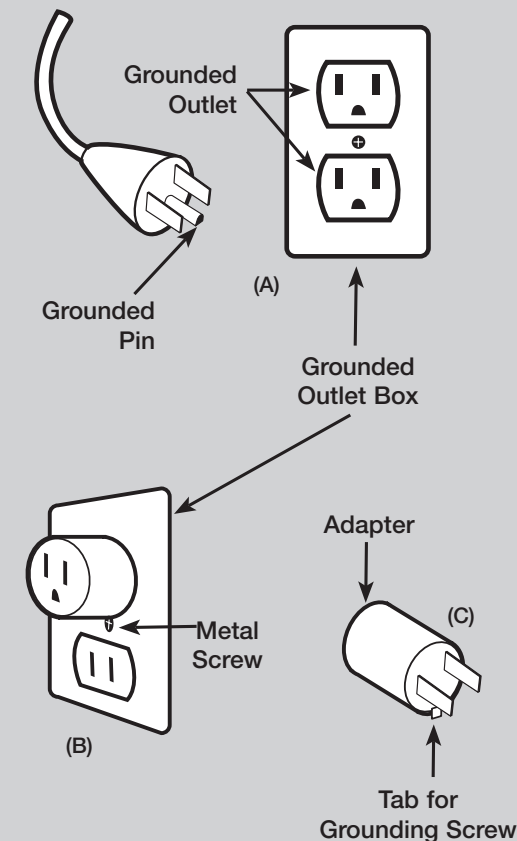 Grounded
Outlet
Grounded
Pin
(A)
Grounded
Outlet Box
Adapter
(C)
Metal
Screw
(B)
Tab for
Grounding Screw